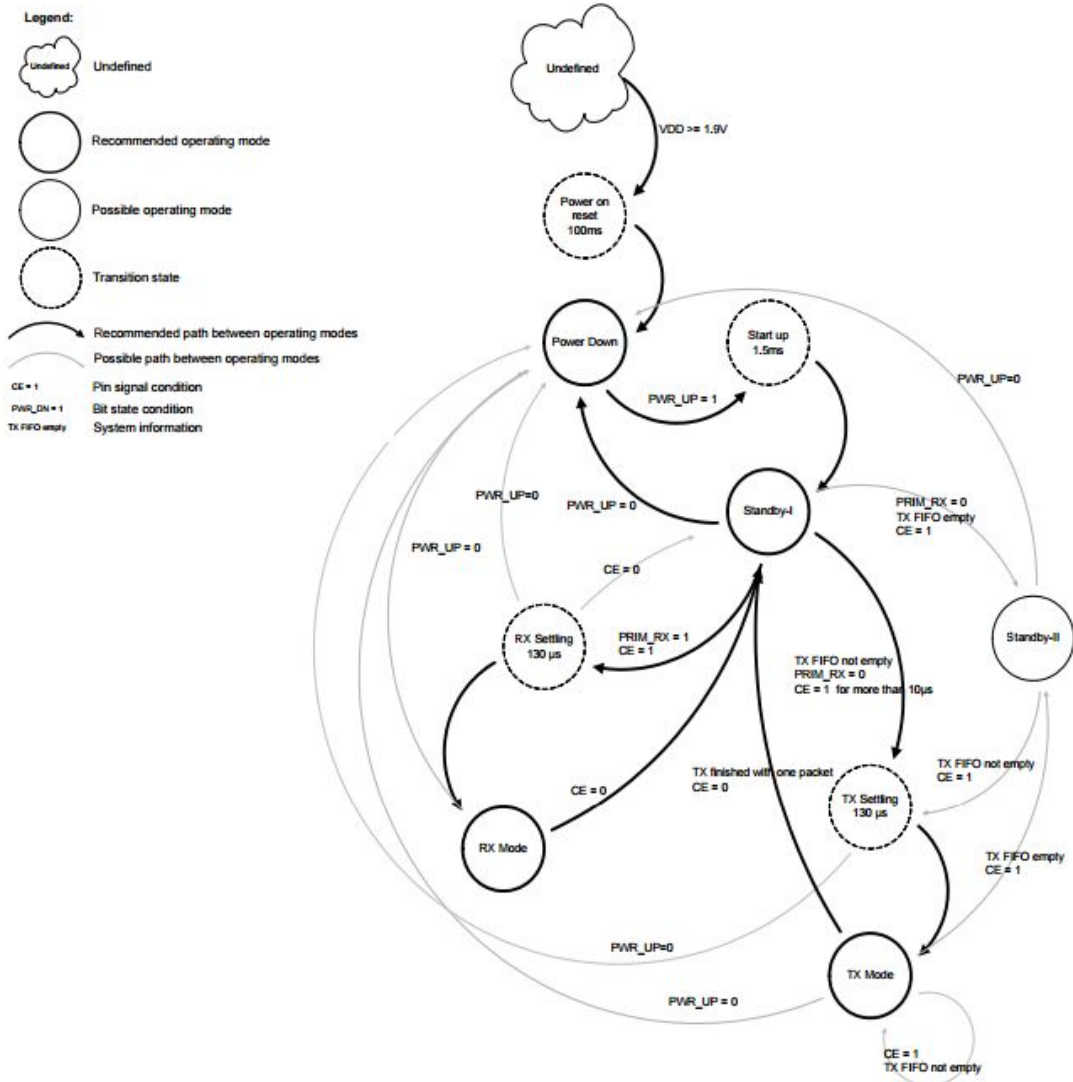 Legend:
Undefined
Undefined
Recommended operating mode
Possible operating mode
Transition state
Recommended path between operating modes
Possible path between operating modes
CE = 1
Pin signal condition
PWR_DN = 1
Bit state condition
TX FIFO empty
System information
Undefined
VDD >= 1.9V
Power on
reset
100ms
Power Down
Start up
1.5ms
PWR_UP=0
PWR_UP = 1
PWR_UP=0
PWR_UP = 0
Standby-I
PRIM_RX = 0
TX FIFO empty
CE = 1
PWR_UP = 0
CE = 0
RX Settling
130 µs
PRIM_RX = 1
CE = 1
Standby-II
TX FIFO not empty
PRIM_RX = 0
CE = 1 for more than 10µs
TX FIFO not empty
CE = 1
TX finished with one packet
CE = 0
CE = 0
TX Settling
130 µs
RX Mode
TX FIFO empty
CE = 1
PWR_UP=0
TX Mode
PWR_UP = 0
CE = 1
TX FIFO not empty